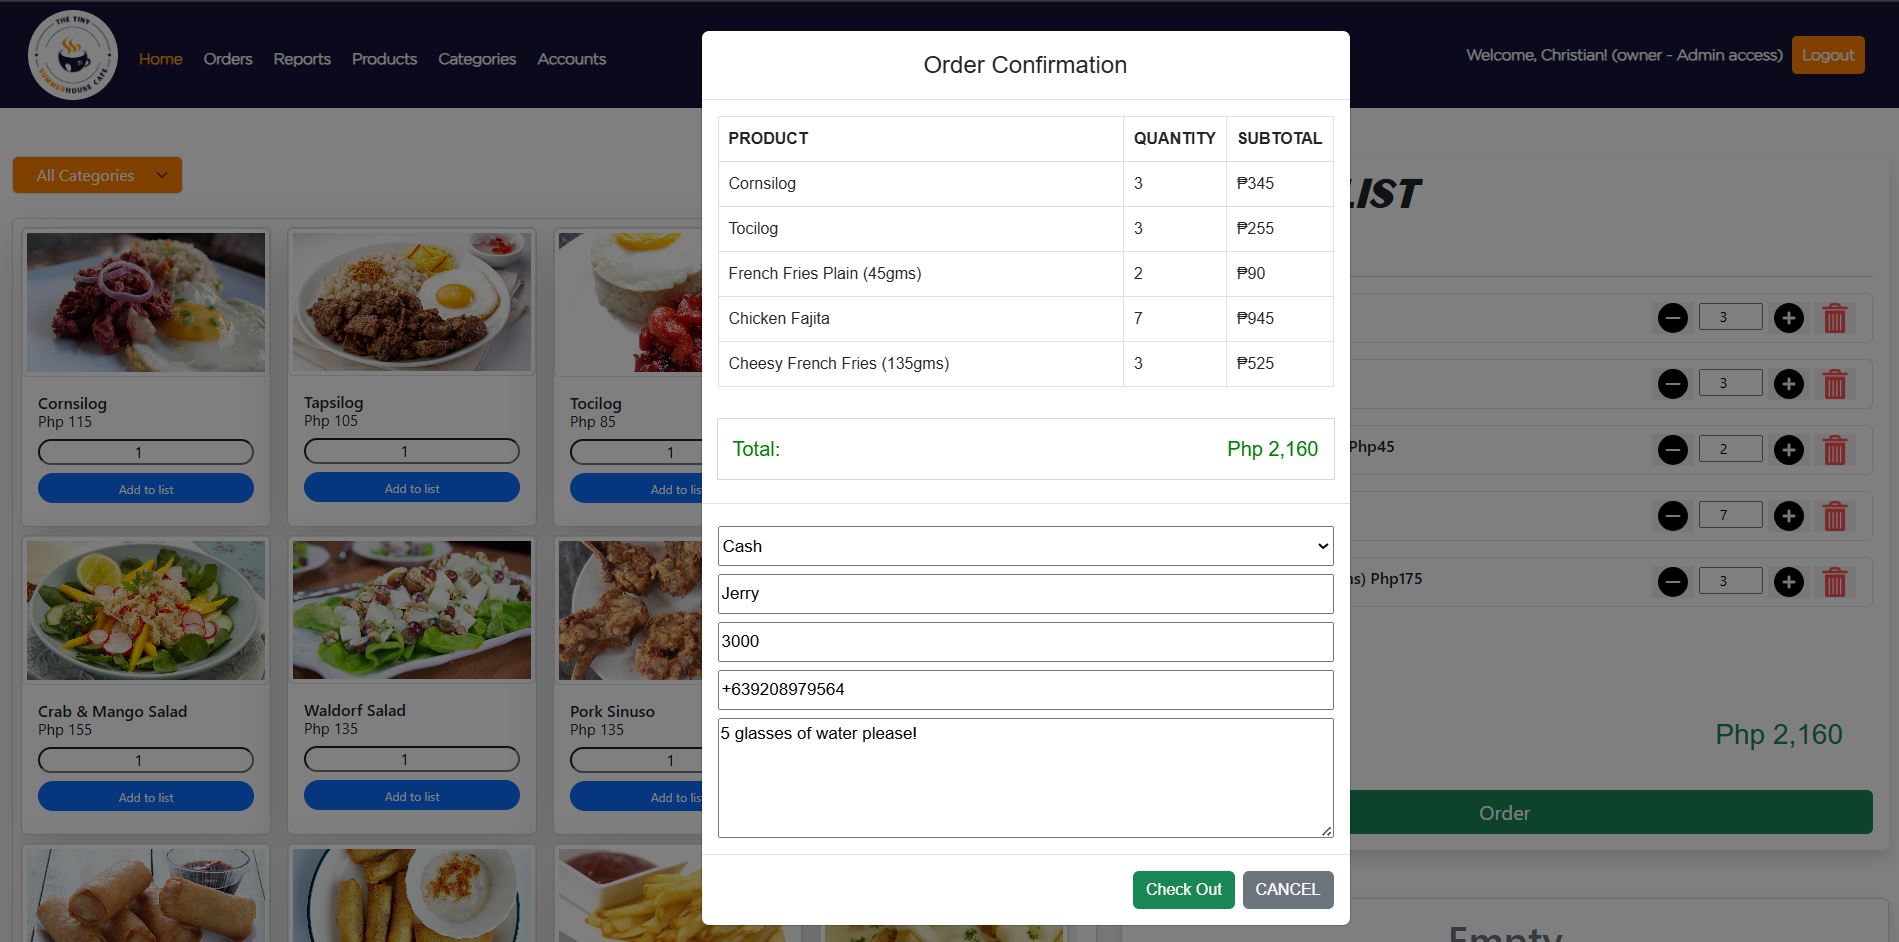 THE TINY
SUMMERHOUSE CAFE
Home Orders Reports Products Categories Accounts
Welcome, Christian! (owner - Admin access) Logout
All Categories
Cornsilog
Php 115
1
Add to list
Tapsilog
Php 105
1
Add to list
Tocilog
Php 85
1
Add to lis
Crab & Mango Salad
Php 155
1
Add to list
Waldorf Salad
Php 135
1
Add to list
Pork Sinuso
Php 135
1
Add to lis
Order Confirmation
PRODUCT QUANTITY SUBTOTAL
Cornsilog 3 ₱345
Tocilog 3 ₱255
French Fries Plain (45gms) 2 ₱90
Chicken Fajita 7 ₱945
Cheesy French Fries (135gms) 3 ₱525
Total: Php 2,160
Cash
Jerry
3000
+639208979564
5 glasses of water please!
Check Out CANCEL
LIST
3
3
Php45 2
7
s) Php175 3
Php 2,160
Order
Empty